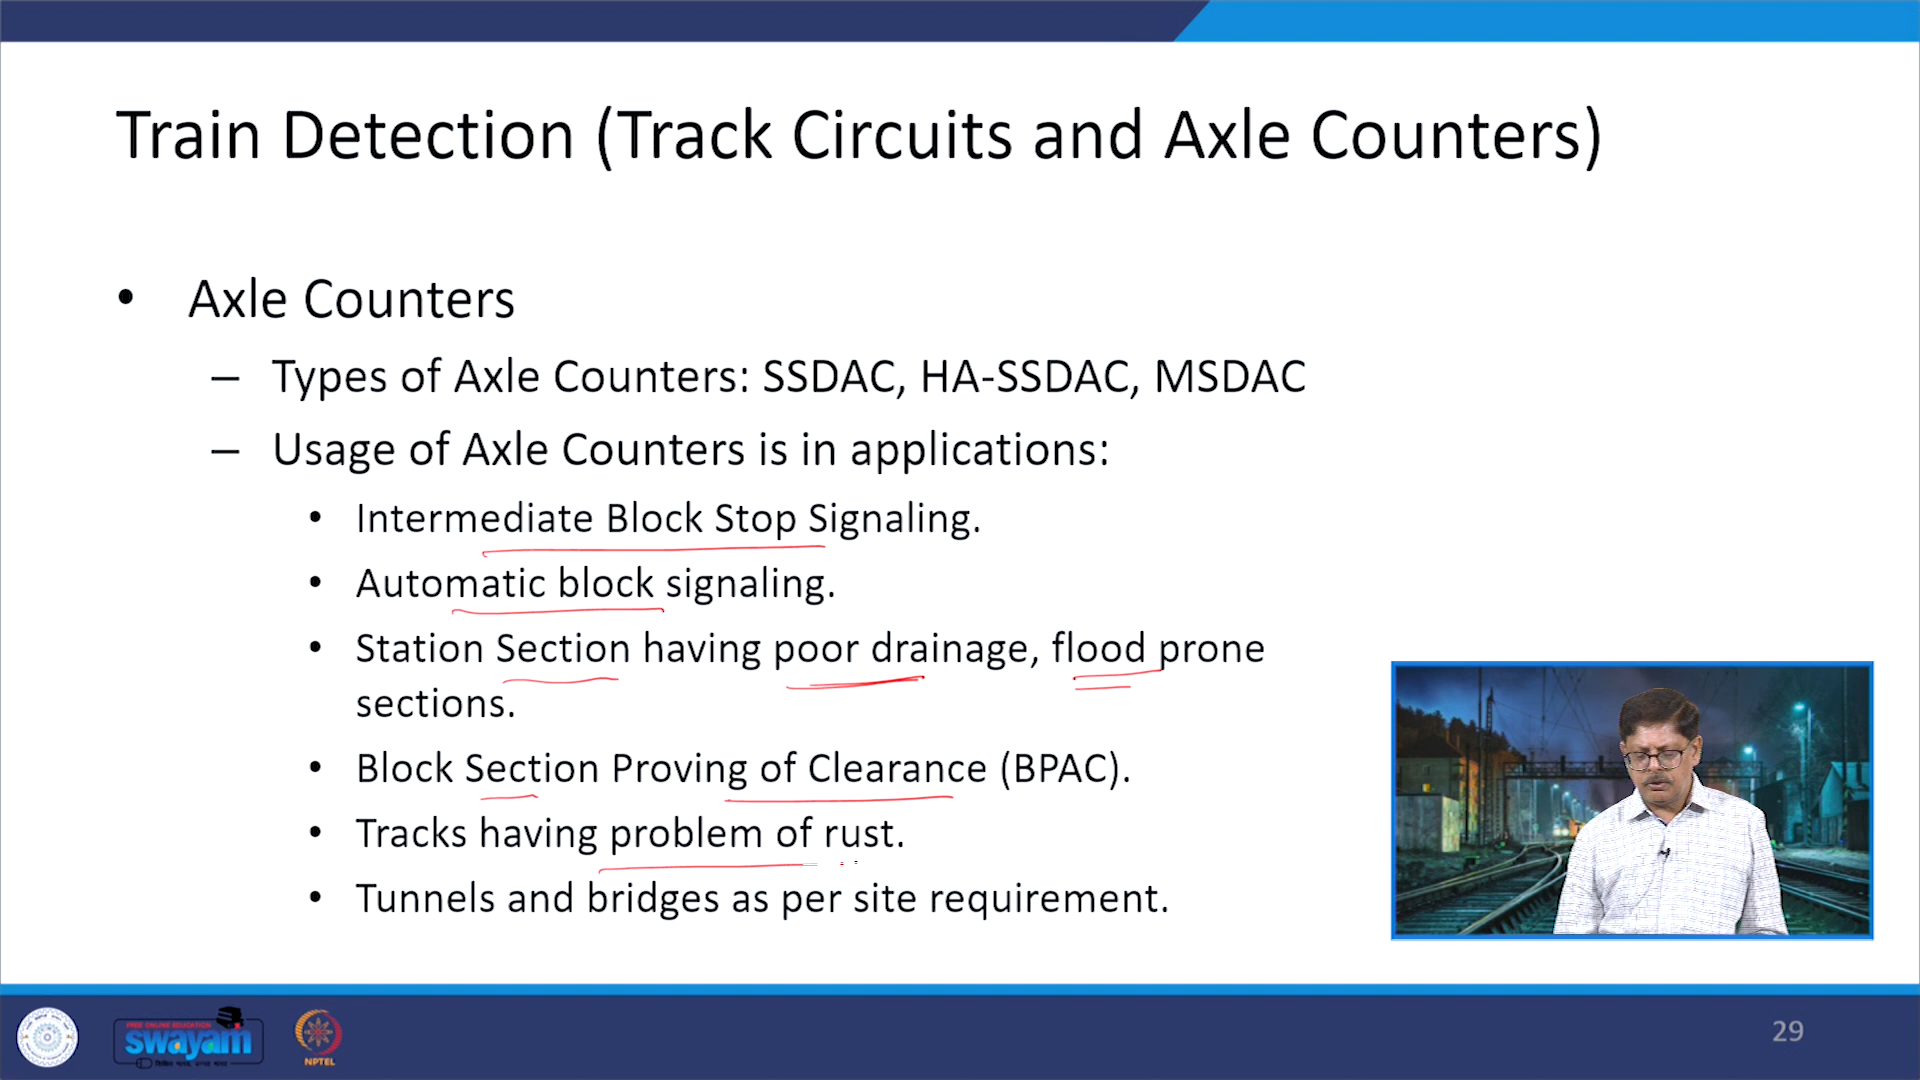 Train Detection (Track Circuits and Axle Counters)
• Axle Counters
– Types of Axle Counters: SSDAC, HA-SSDAC, MSDAC
– Usage of Axle Counters is in applications:
• Intermediate Block Stop Signaling.
• Automatic block signaling.
• Station Section having poor drainage, flood prone
sections.
• Block Section Proving of Clearance (BPAC).
• Tracks having problem of rust.
• Tunnels and bridges as per site requirement.
FREE ONLINE EDUCATION
swayam
NPTEL
29